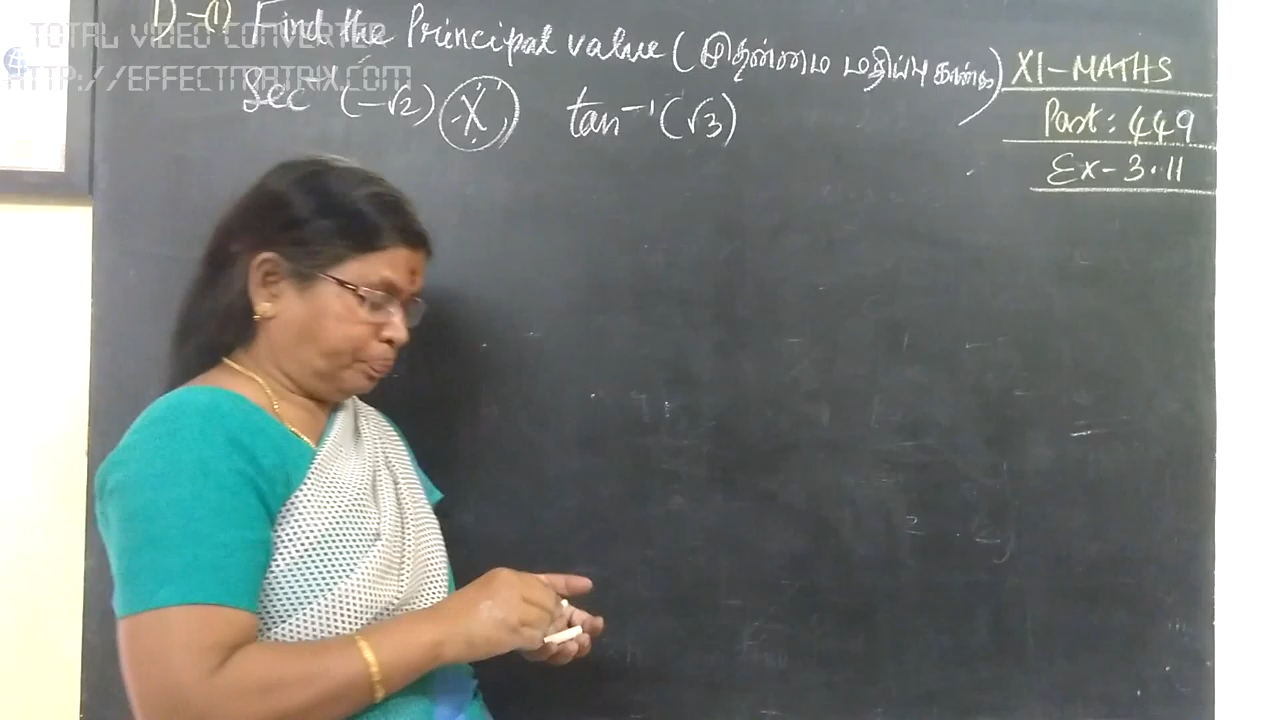 TOTAL VIDEO CONVERTER
HTTP://EFFECTMATRIX.COM
D-(1) Find the Principal value (முதன்மை மதிப்பு காண்க)
Sec⁻¹ (-√2) (X) tan⁻¹(√3)
XI-MATHS
Part: 449
Ex-3.11